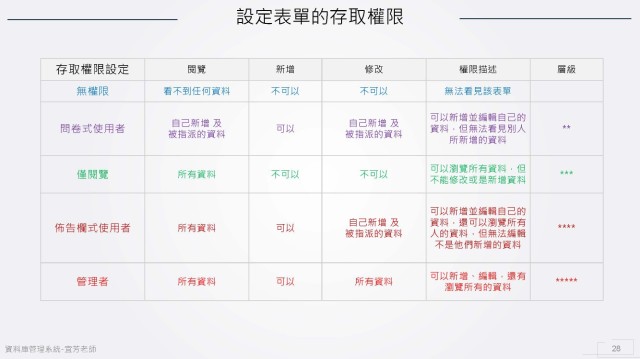 設定表單的存取權限
存取權限設定 閱覽 新增 修改 權限描述 層級
無權限 看不到任何資料 不可以 不可以 無法看見該表單
問卷式使用者 自己新增 及 被指派的資料 可以 自己新增 及 被指派的資料 可以新增並編輯自己的 資料，但無法看見別人 所新增的資料 **
僅閱覽 所有資料 不可以 不可以 可以瀏覽所有資料，但 不能修改或是新增資料 ***
佈告欄式使用者 所有資料 可以 自己新增 及 被指派的資料 可以新增並編輯自己的 資料，還可以瀏覽所有 人的資料，但無法編輯 不是他們新增的資料 ****
管理者 所有資料 可以 所有資料 可以新增、編輯，還有 瀏覽所有的資料 *****
資料庫管理系統-宜芳老師
28